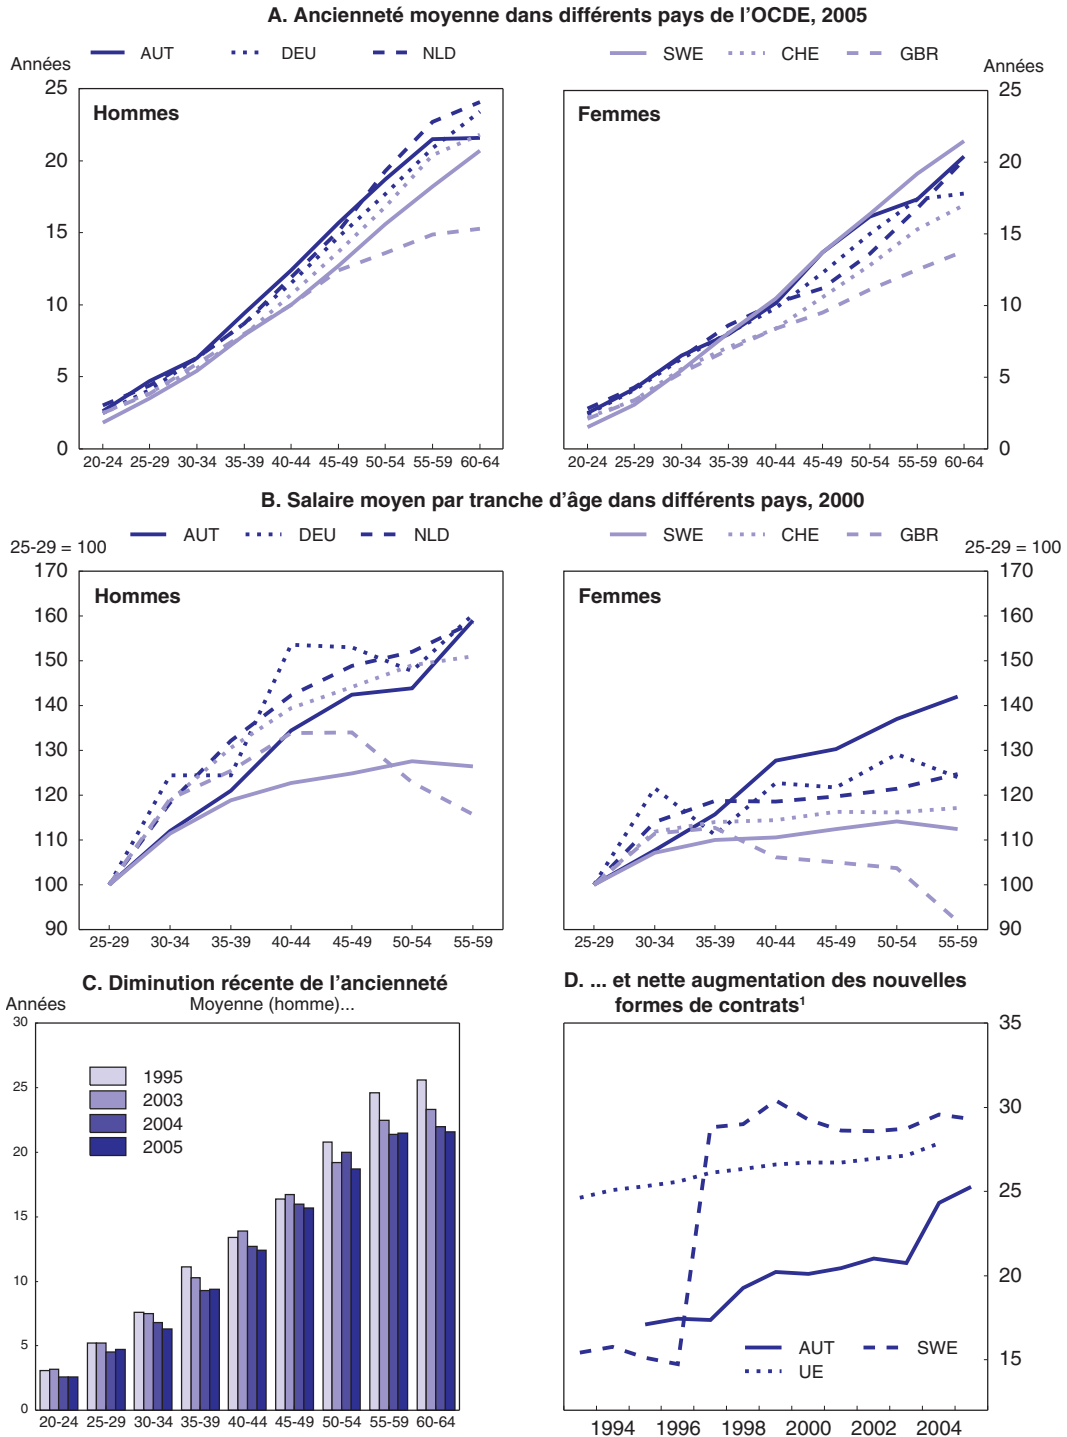 A. Ancienneté moyenne dans différents pays de l'OCDE, 2005
AUT DEU NLD SWE CHE GBR
Années Années
Hommes
25
20
15
10
5
0
20-24 25-29 30-34 35-39 40-44 45-49 50-54 55-59 60-64
Femmes
25
20
15
10
5
0
20-24 25-29 30-34 35-39 40-44 45-49 50-54 55-59 60-64
B. Salaire moyen par tranche d'âge dans différents pays, 2000
AUT DEU NLD SWE CHE GBR
25-29 = 100 25-29 = 100
Hommes
170
160
150
140
130
120
110
100
90
25-29 30-34 35-39 40-44 45-49 50-54 55-59
Femmes
170
160
150
140
130
120
110
100
90
25-29 30-34 35-39 40-44 45-49 50-54 55-59
C. Diminution récente de l'ancienneté
Années Moyenne (homme)...
30
25
20
15
10
5
0
1995
2003
2004
2005
20-24 25-29 30-34 35-39 40-44 45-49 50-54 55-59 60-64
D. ... et nette augmentation des nouvelles
formes de contrats1
35
30
25
20
15
AUT SWE
UE
1994 1996 1998 2000 2002 2004